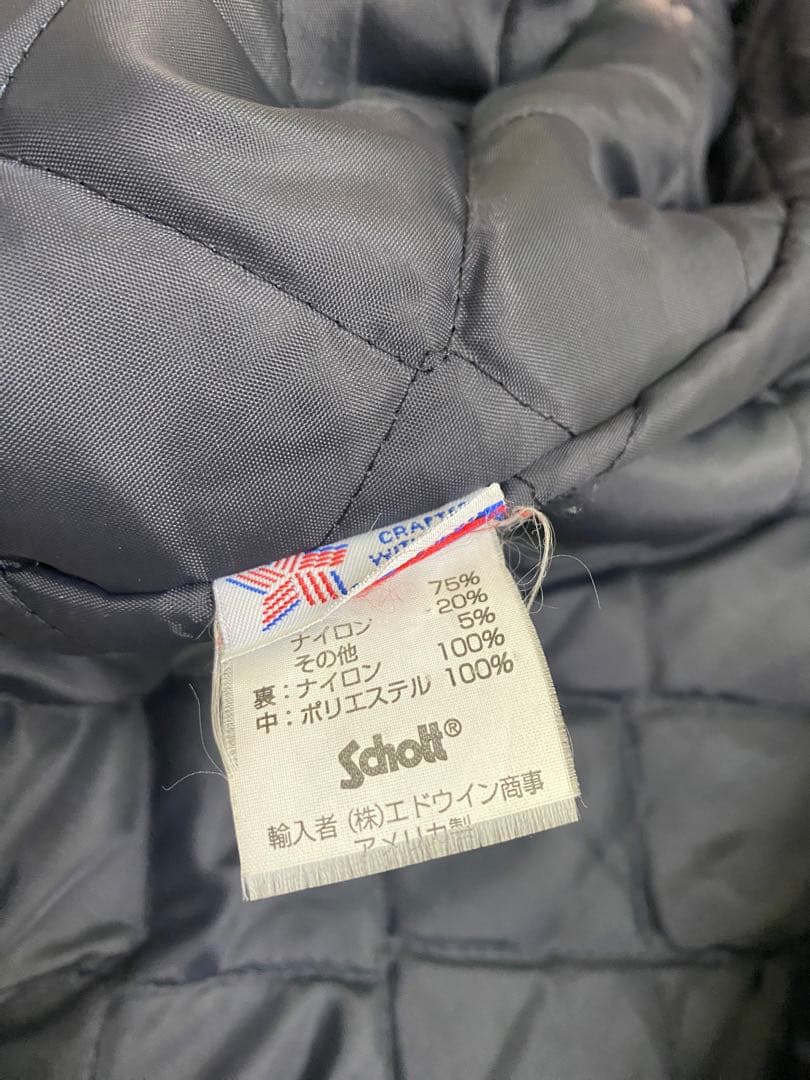 CRAFTED
WITH
75%
ナイロン 20%
その他 5%
裏:ナイロン 100%
中:ポリエステル 100%
Schott®
輸入者 (株)エドウイン商事
アメリカ製